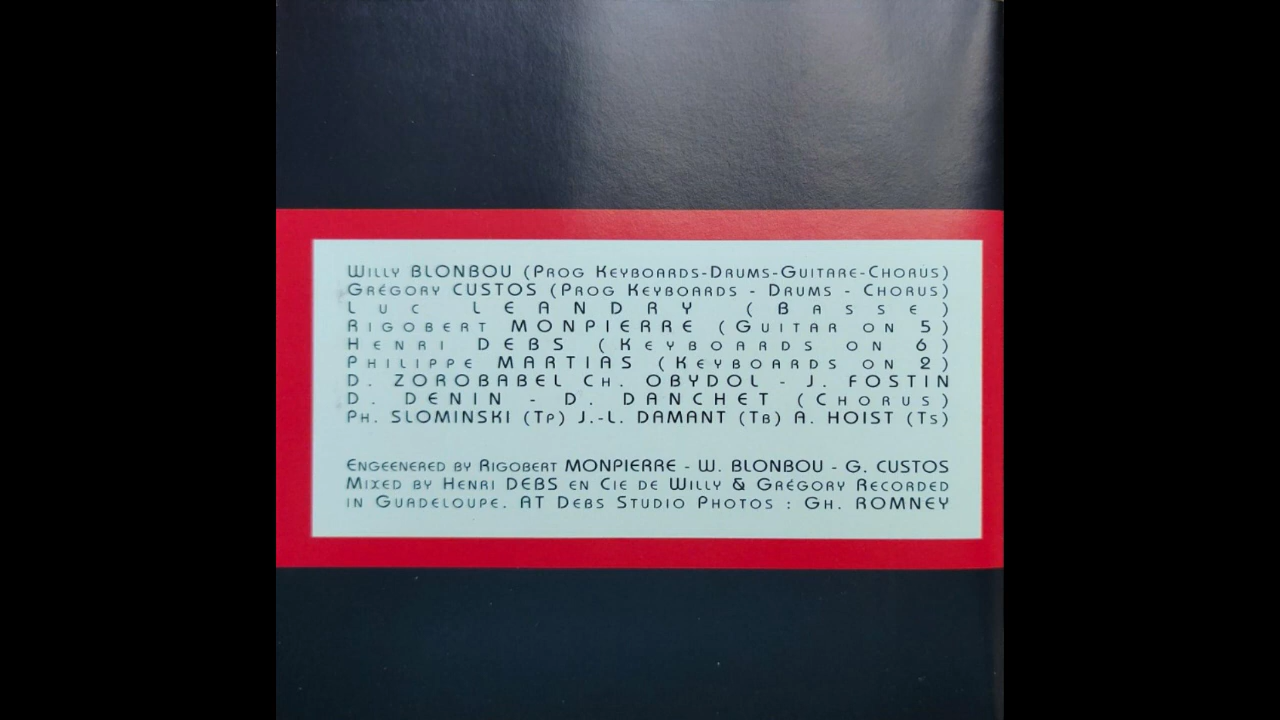 Willy BLONBOU (Prog Keyboards-Drums-Guitare-Chorus)
Grégory CUSTOS (Prog Keyboards - Drums - Chorus)
Luc LEANDRY (Basse)
Rigobert MONPIERRE (Guitar on 5)
Henri DEBS (Keyboards on 6)
Philippe MARTIAS (Keyboards on 2)
D. ZOROBABEL Ch. OBYDOL - J. FOSTIN
D. DENIN - D. DANCHET (Chorus)
Ph. SLOMINSKI (Tp) J.-L. DAMANT (Tb) A. HOIST (Ts)
Engeenered by Rigobert MONPIERRE - W. BLONBOU - G. CUSTOS
Mixed by Henri DEBS en Cie de Willy & Grégory Recorded
in Guadeloupe. AT Debs Studio Photos : Gh. ROMNEY